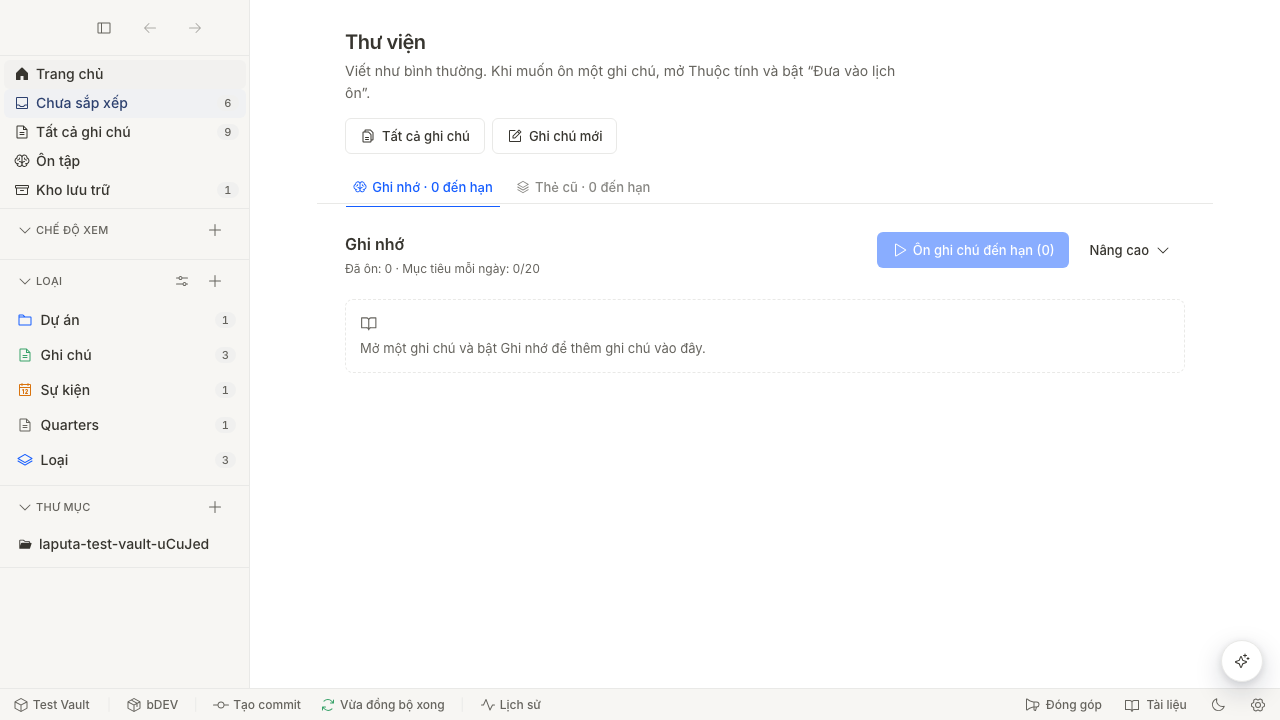 Trang chủ
Chưa sắp xếp 6
Tất cả ghi chú 9
Ôn tập
Kho lưu trữ 1
CHẾ ĐỘ XEM
LOẠI
Dự án 1
Ghi chú 3
Sự kiện 1
Quarters 1
Loại 3
THƯ MỤC
laputa-test-vault-uCuJed
Thư viện
Viết như bình thường. Khi muốn ôn một ghi chú, mở Thuộc tính và bật “Đưa vào lịch
ôn”.
Tất cả ghi chú Ghi chú mới
Ghi nhớ · 0 đến hạn Thẻ cũ · 0 đến hạn
Ghi nhớ
Đã ôn: 0 · Mục tiêu mỗi ngày: 0/20
Ôn ghi chú đến hạn (0) Nâng cao
Mở một ghi chú và bật Ghi nhớ để thêm ghi chú vào đây.
Test Vault bDEV Tạo commit Vừa đồng bộ xong Lịch sử Đóng góp Tài liệu